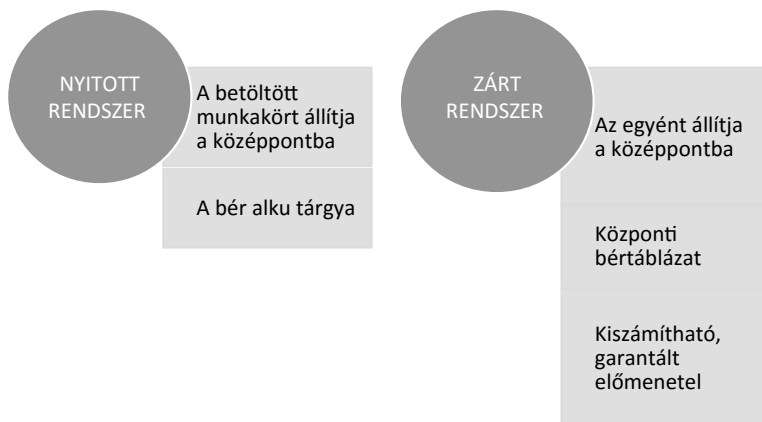 NYITOTT
RENDSZER
A betöltött
munkakört állítja
a középpontba
A bér alku tárgya
ZÁRT
RENDSZER
Az egyént állítja
a középpontba
Központi
bértáblázat
Kiszámítható,
garantált
előmenetel